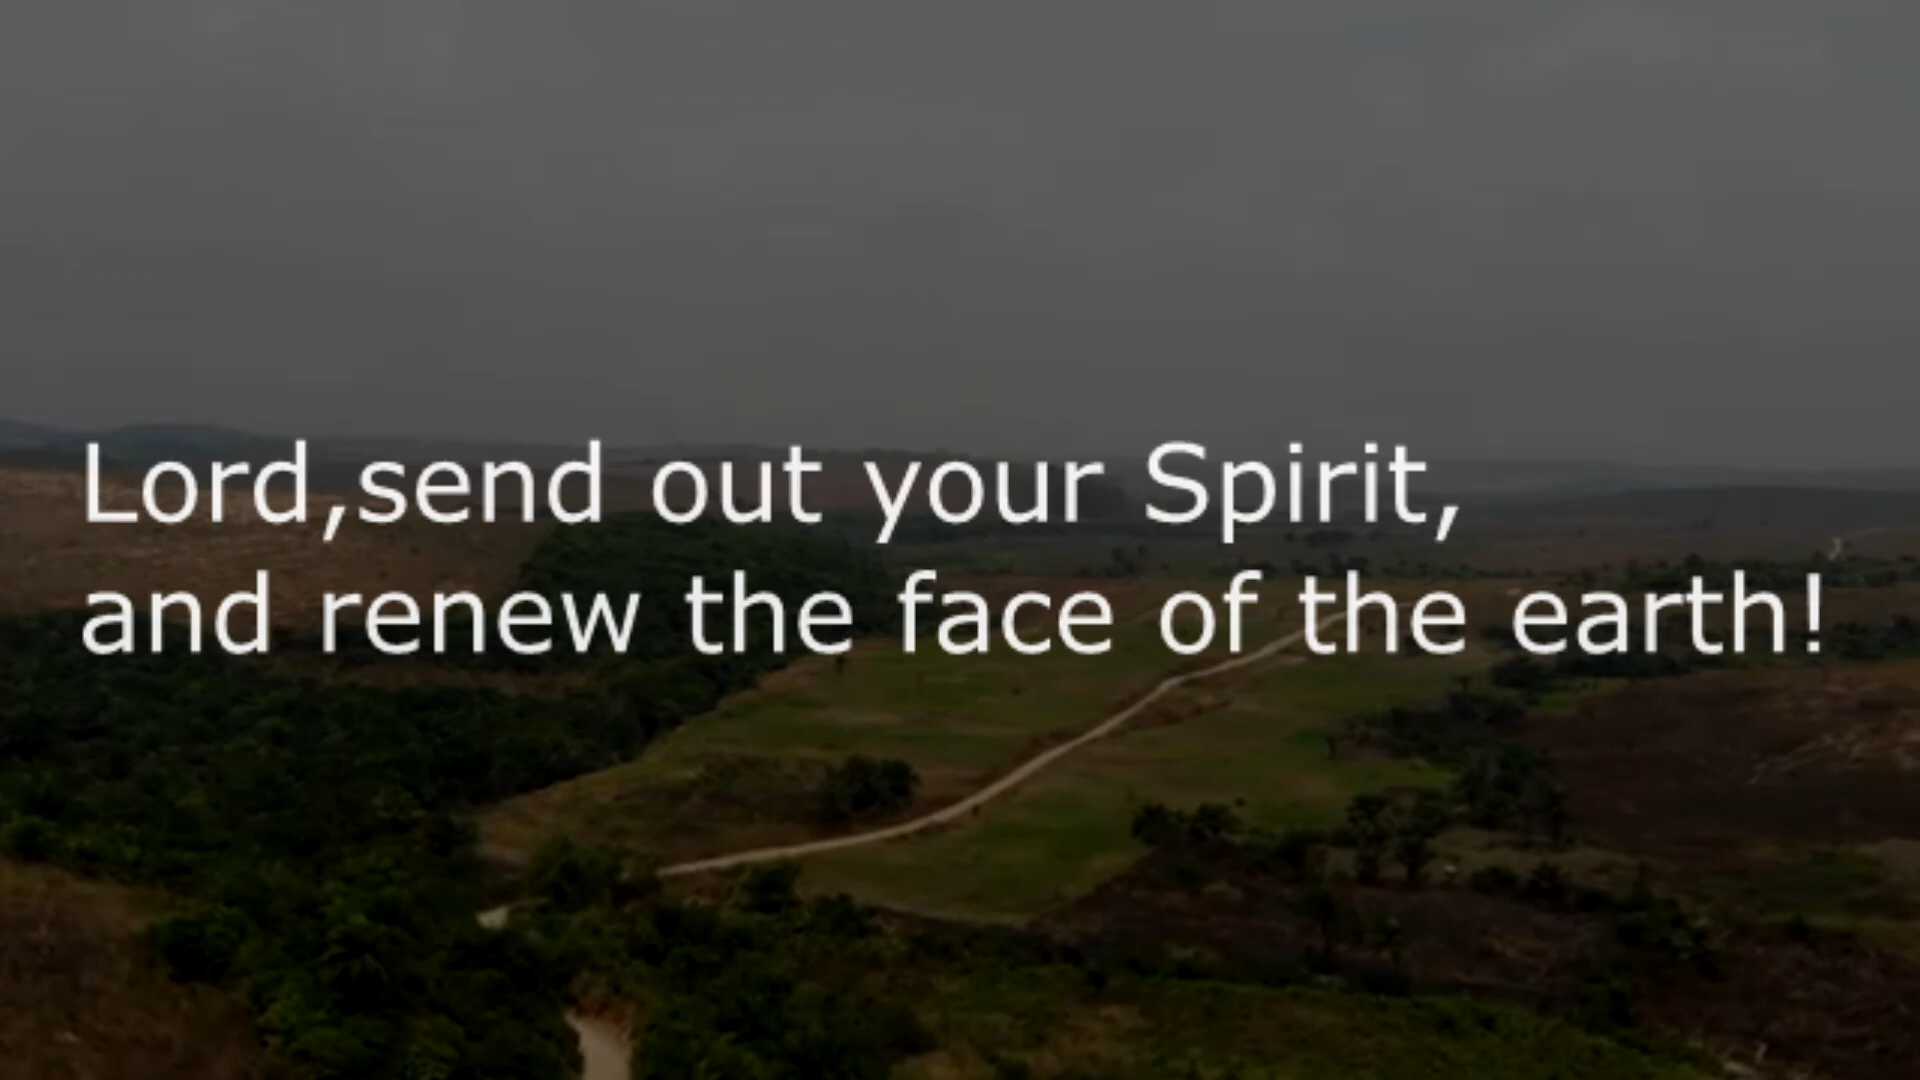 Lord,send out your Spirit,
and renew the face of the earth!